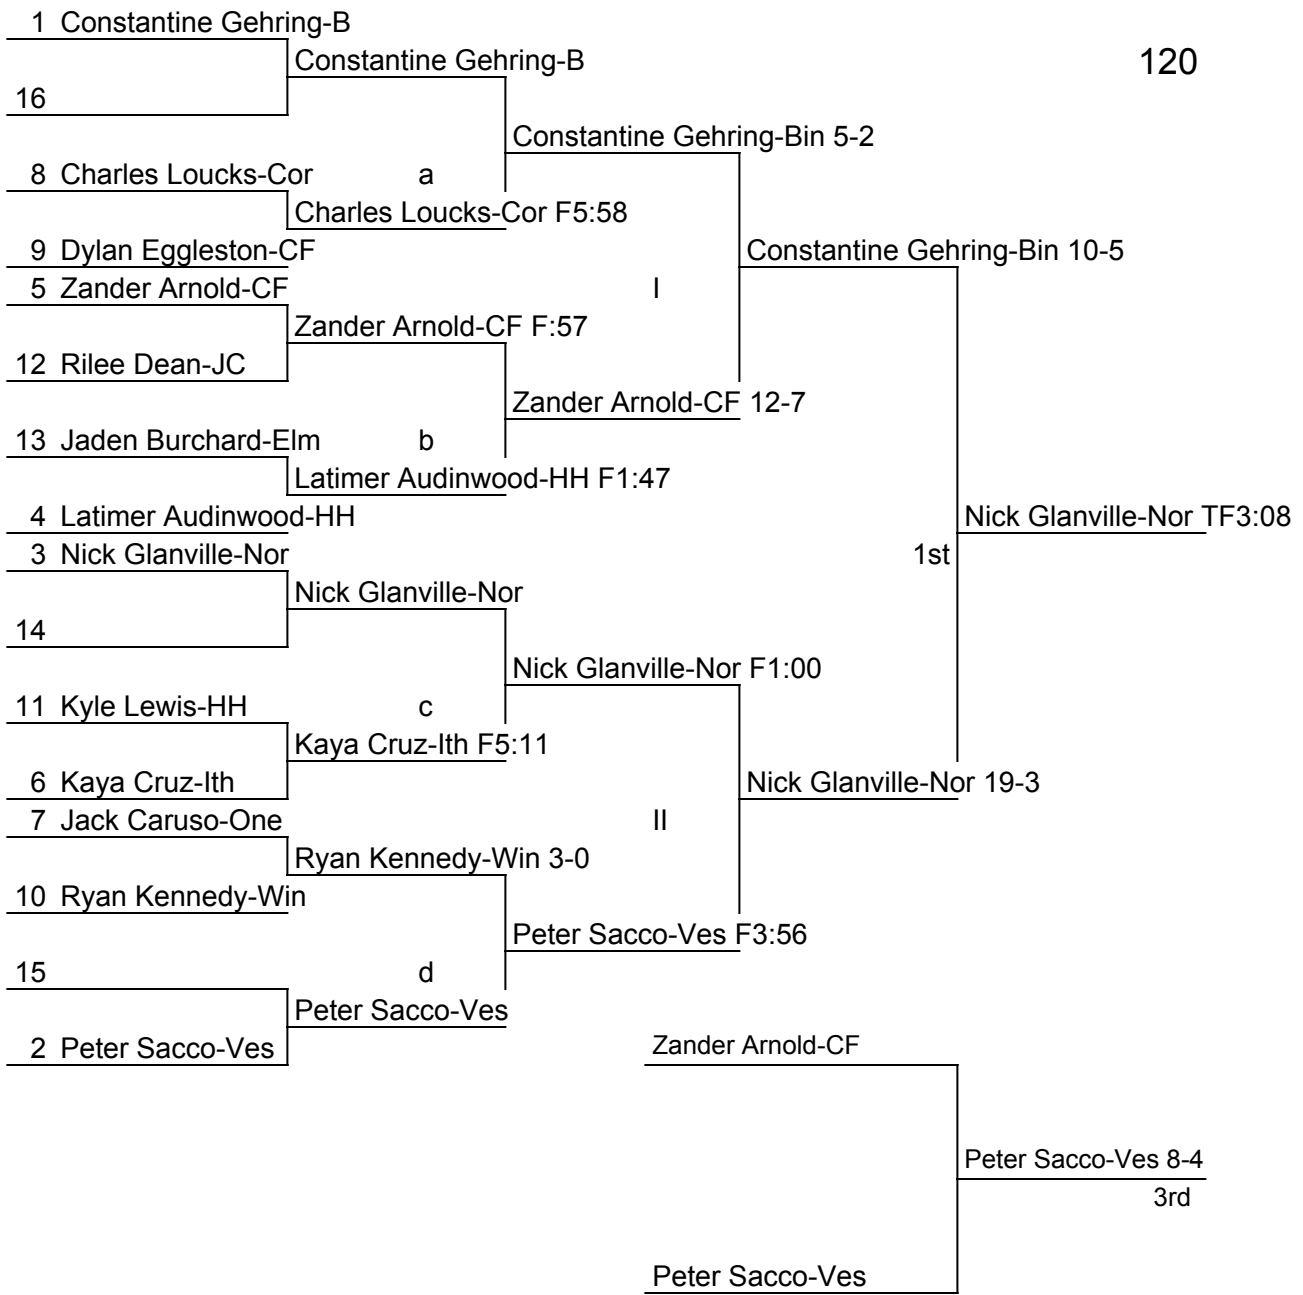 1 Constantine Gehring-B
Constantine Gehring-B
120
16
Constantine Gehring-Bin 5-2
8 Charles Loucks-Cor
a
Charles Loucks-Cor F5:58
9 Dylan Eggleston-CF
Constantine Gehring-Bin 10-5
5 Zander Arnold-CF
I
Zander Arnold-CF F:57
12 Rilee Dean-JC
Zander Arnold-CF 12-7
13 Jaden Burchard-Elm
b
Latimer Audinwood-HH F1:47
4 Latimer Audinwood-HH
Nick Glanville-Nor TF3:08
3 Nick Glanville-Nor
1st
Nick Glanville-Nor
14
Nick Glanville-Nor F1:00
11 Kyle Lewis-HH
c
Kaya Cruz-Ith F5:11
6 Kaya Cruz-Ith
Nick Glanville-Nor 19-3
7 Jack Caruso-One
II
Ryan Kennedy-Win 3-0
10 Ryan Kennedy-Win
Peter Sacco-Ves F3:56
15
d
Peter Sacco-Ves
2 Peter Sacco-Ves
Zander Arnold-CF
Peter Sacco-Ves 8-4
3rd
Peter Sacco-Ves